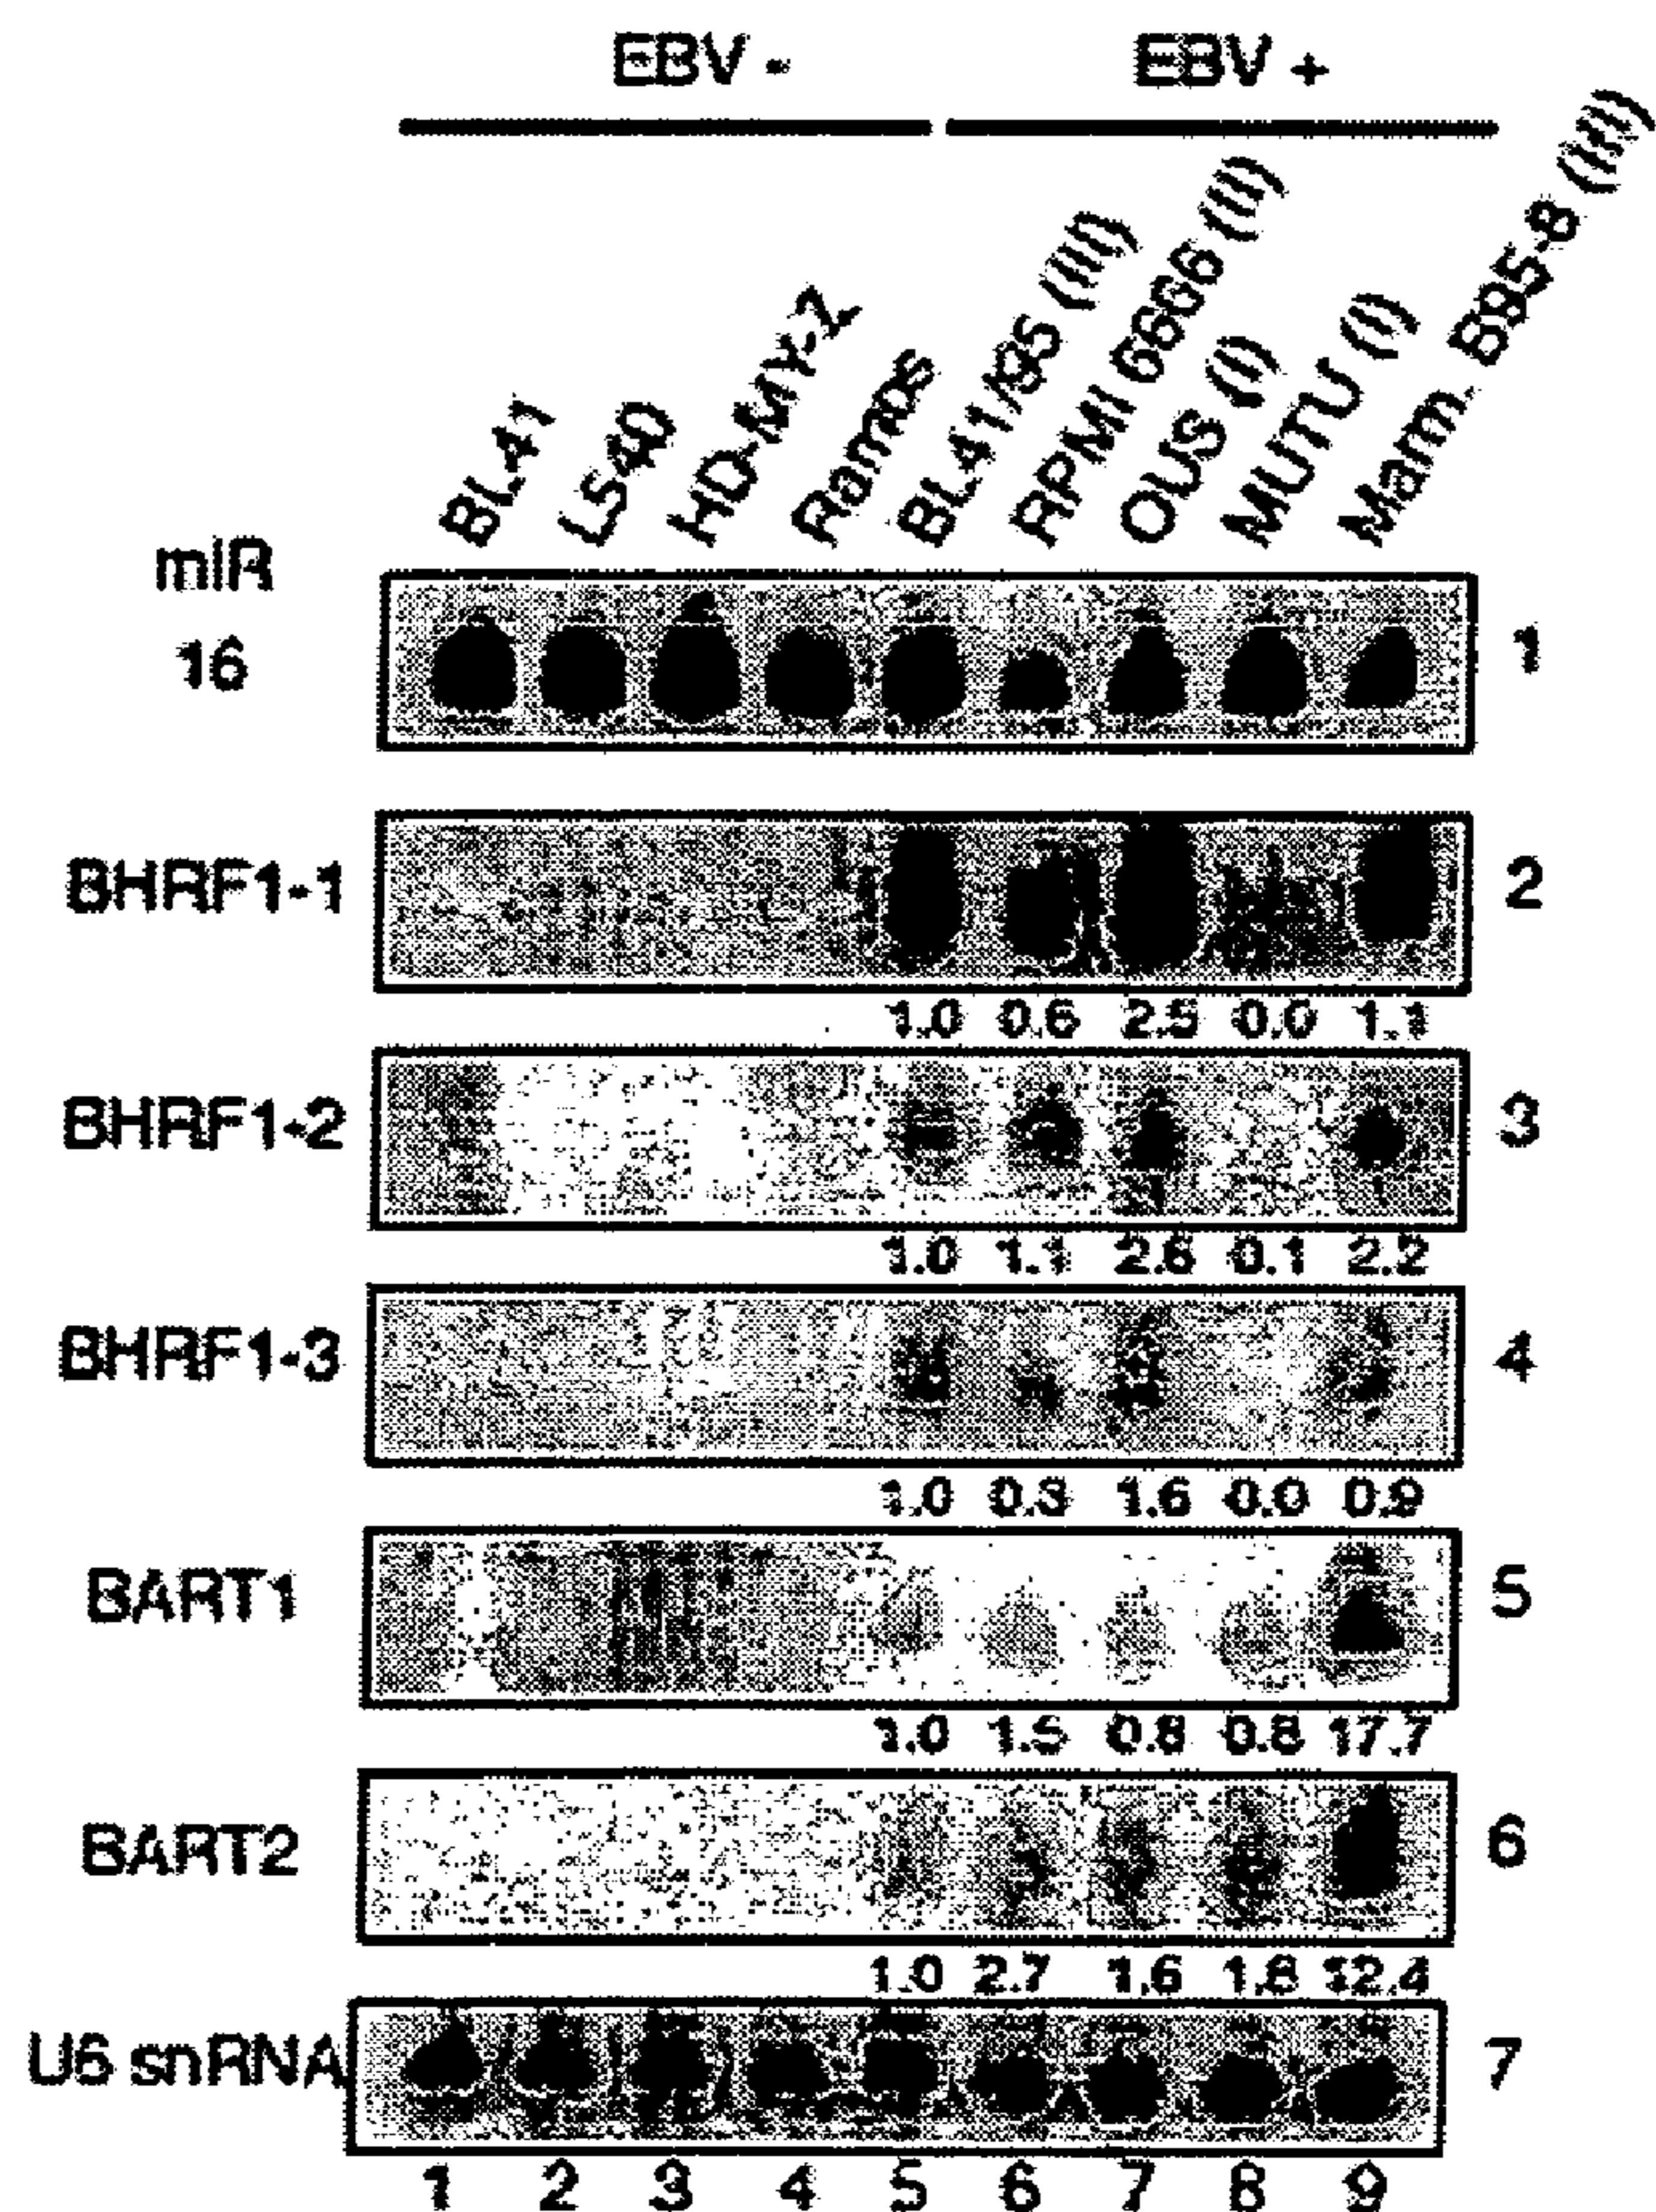 EBV - EBV +
BL41 L540 HD-MY-Z Ramos BL41/95 (III) RPMI 6666 (II) OUS (I) MUTU (I) Mam. B95-8 (III)
miR
16 1
BHRF1-1 2
1.0 0.6 2.5 0.0 1.1
BHRF1-2 3
1.0 1.1 2.6 0.1 2.2
BHRF1-3 4
1.0 0.3 1.6 0.0 0.9
BART1 5
1.0 1.5 0.8 0.8 17.7
BART2 6
1.0 2.7 1.6 1.8 12.4
U6 snRNA 7
1 2 3 4 5 6 7 8 9